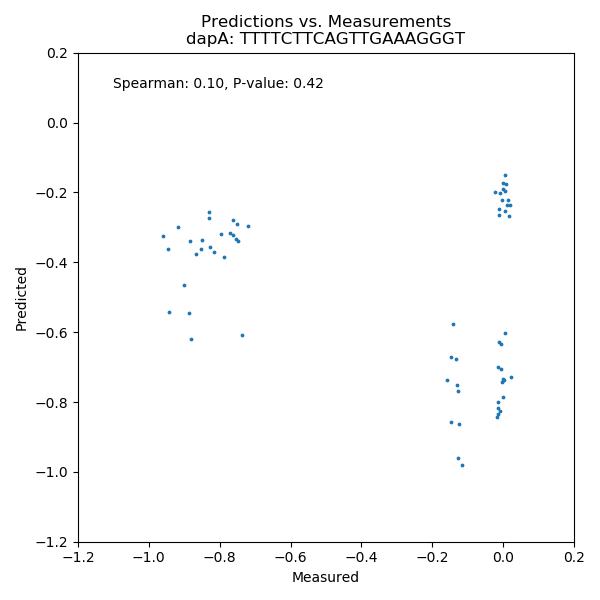 Predictions vs. Measurements
dapA: TTTTCTTCAGTTGAAAGGGT
Spearman: 0.10, P-value: 0.42
0.2
0.0
−0.2
−0.4
−0.6
−0.8
−1.0
−1.2
Predicted
−1.2 −1.0 −0.8 −0.6 −0.4 −0.2 0.0 0.2
Measured